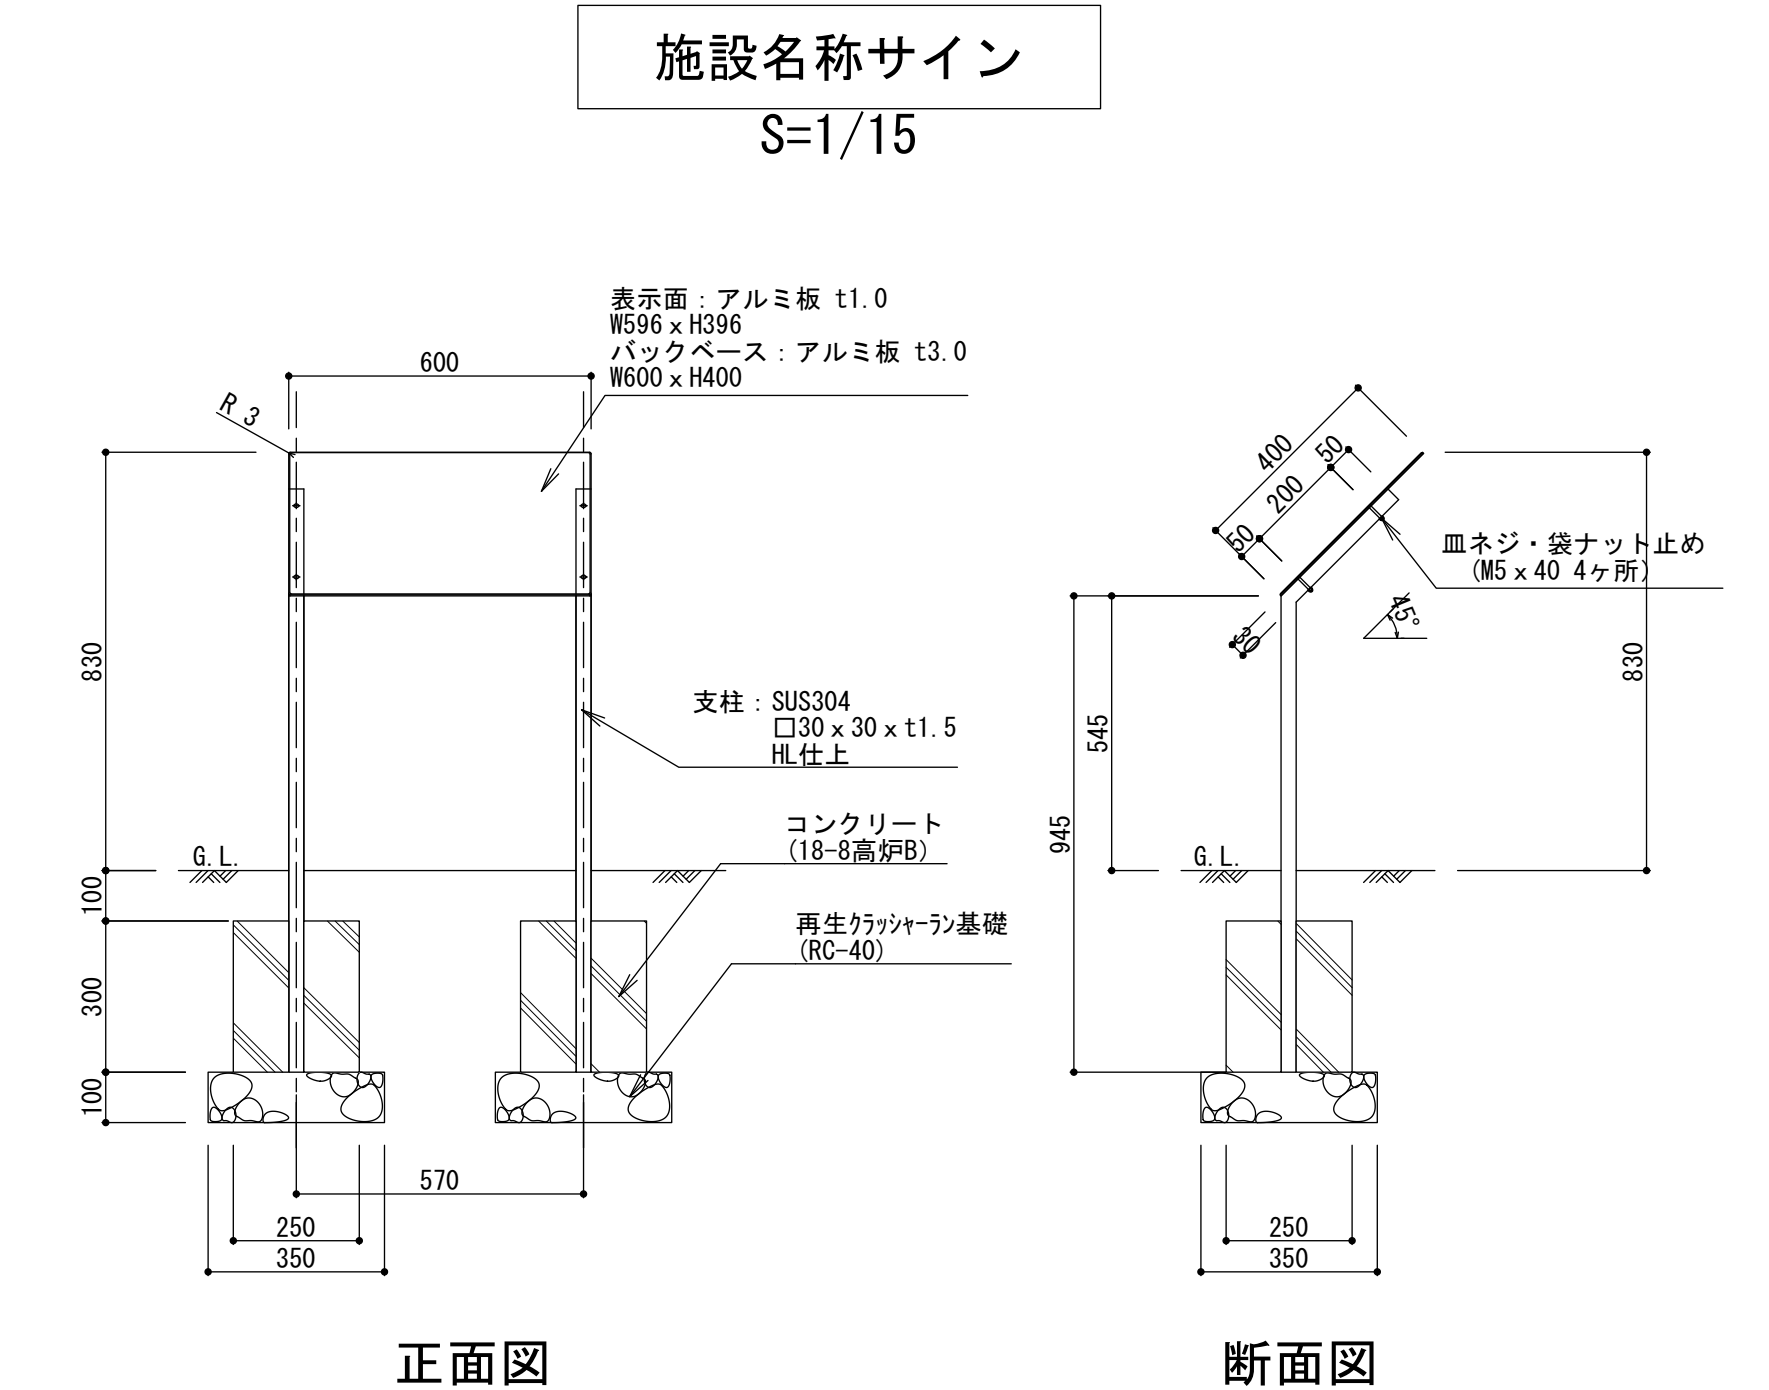 施設名称サイン
S=1/15
表示面：アルミ板 t1.0
W596xH396
バックベース：アルミ板 t3.0
W600xH400
600
R 3
830
G.L.
100
300
100
支柱：SUS304
□30x30xt1.5
HL仕上
コンクリート
(18-8高炉B)
再生ｸﾗｯｼｬｰﾗﾝ基礎
(RC-40)
570
250
350
正面図
400
50
200
50
30
皿ネジ・袋ナット止め
(M5x40 4ヶ所)
45°
830
545
945
G.L.
250
350
断面図